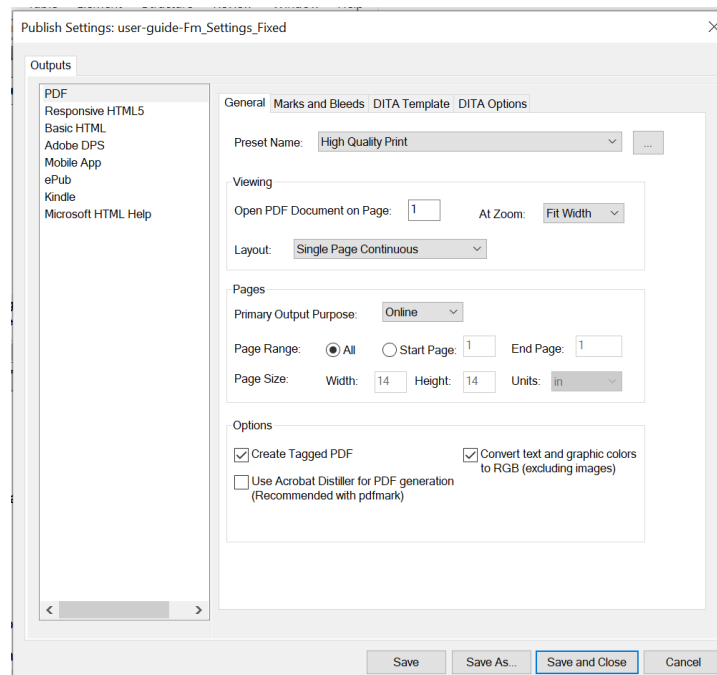 Publish Settings: user-guide-Fm_Settings_Fixed
Outputs
PDF
Responsive HTML5
Basic HTML
Adobe DPS
Mobile App
ePub
Kindle
Microsoft HTML Help
General Marks and Bleeds DITA Template DITA Options
Preset Name: High Quality Print ...
Viewing
Open PDF Document on Page: 1 At Zoom: Fit Width
Layout: Single Page Continuous
Pages
Primary Output Purpose: Online
Page Range: All Start Page: 1 End Page: 1
Page Size: Width: 14 Height: 14 Units: in
Options
Create Tagged PDF
Convert text and graphic colors
to RGB (excluding images)
Use Acrobat Distiller for PDF generation
(Recommended with pdfmark)
Save Save As... Save and Close Cancel